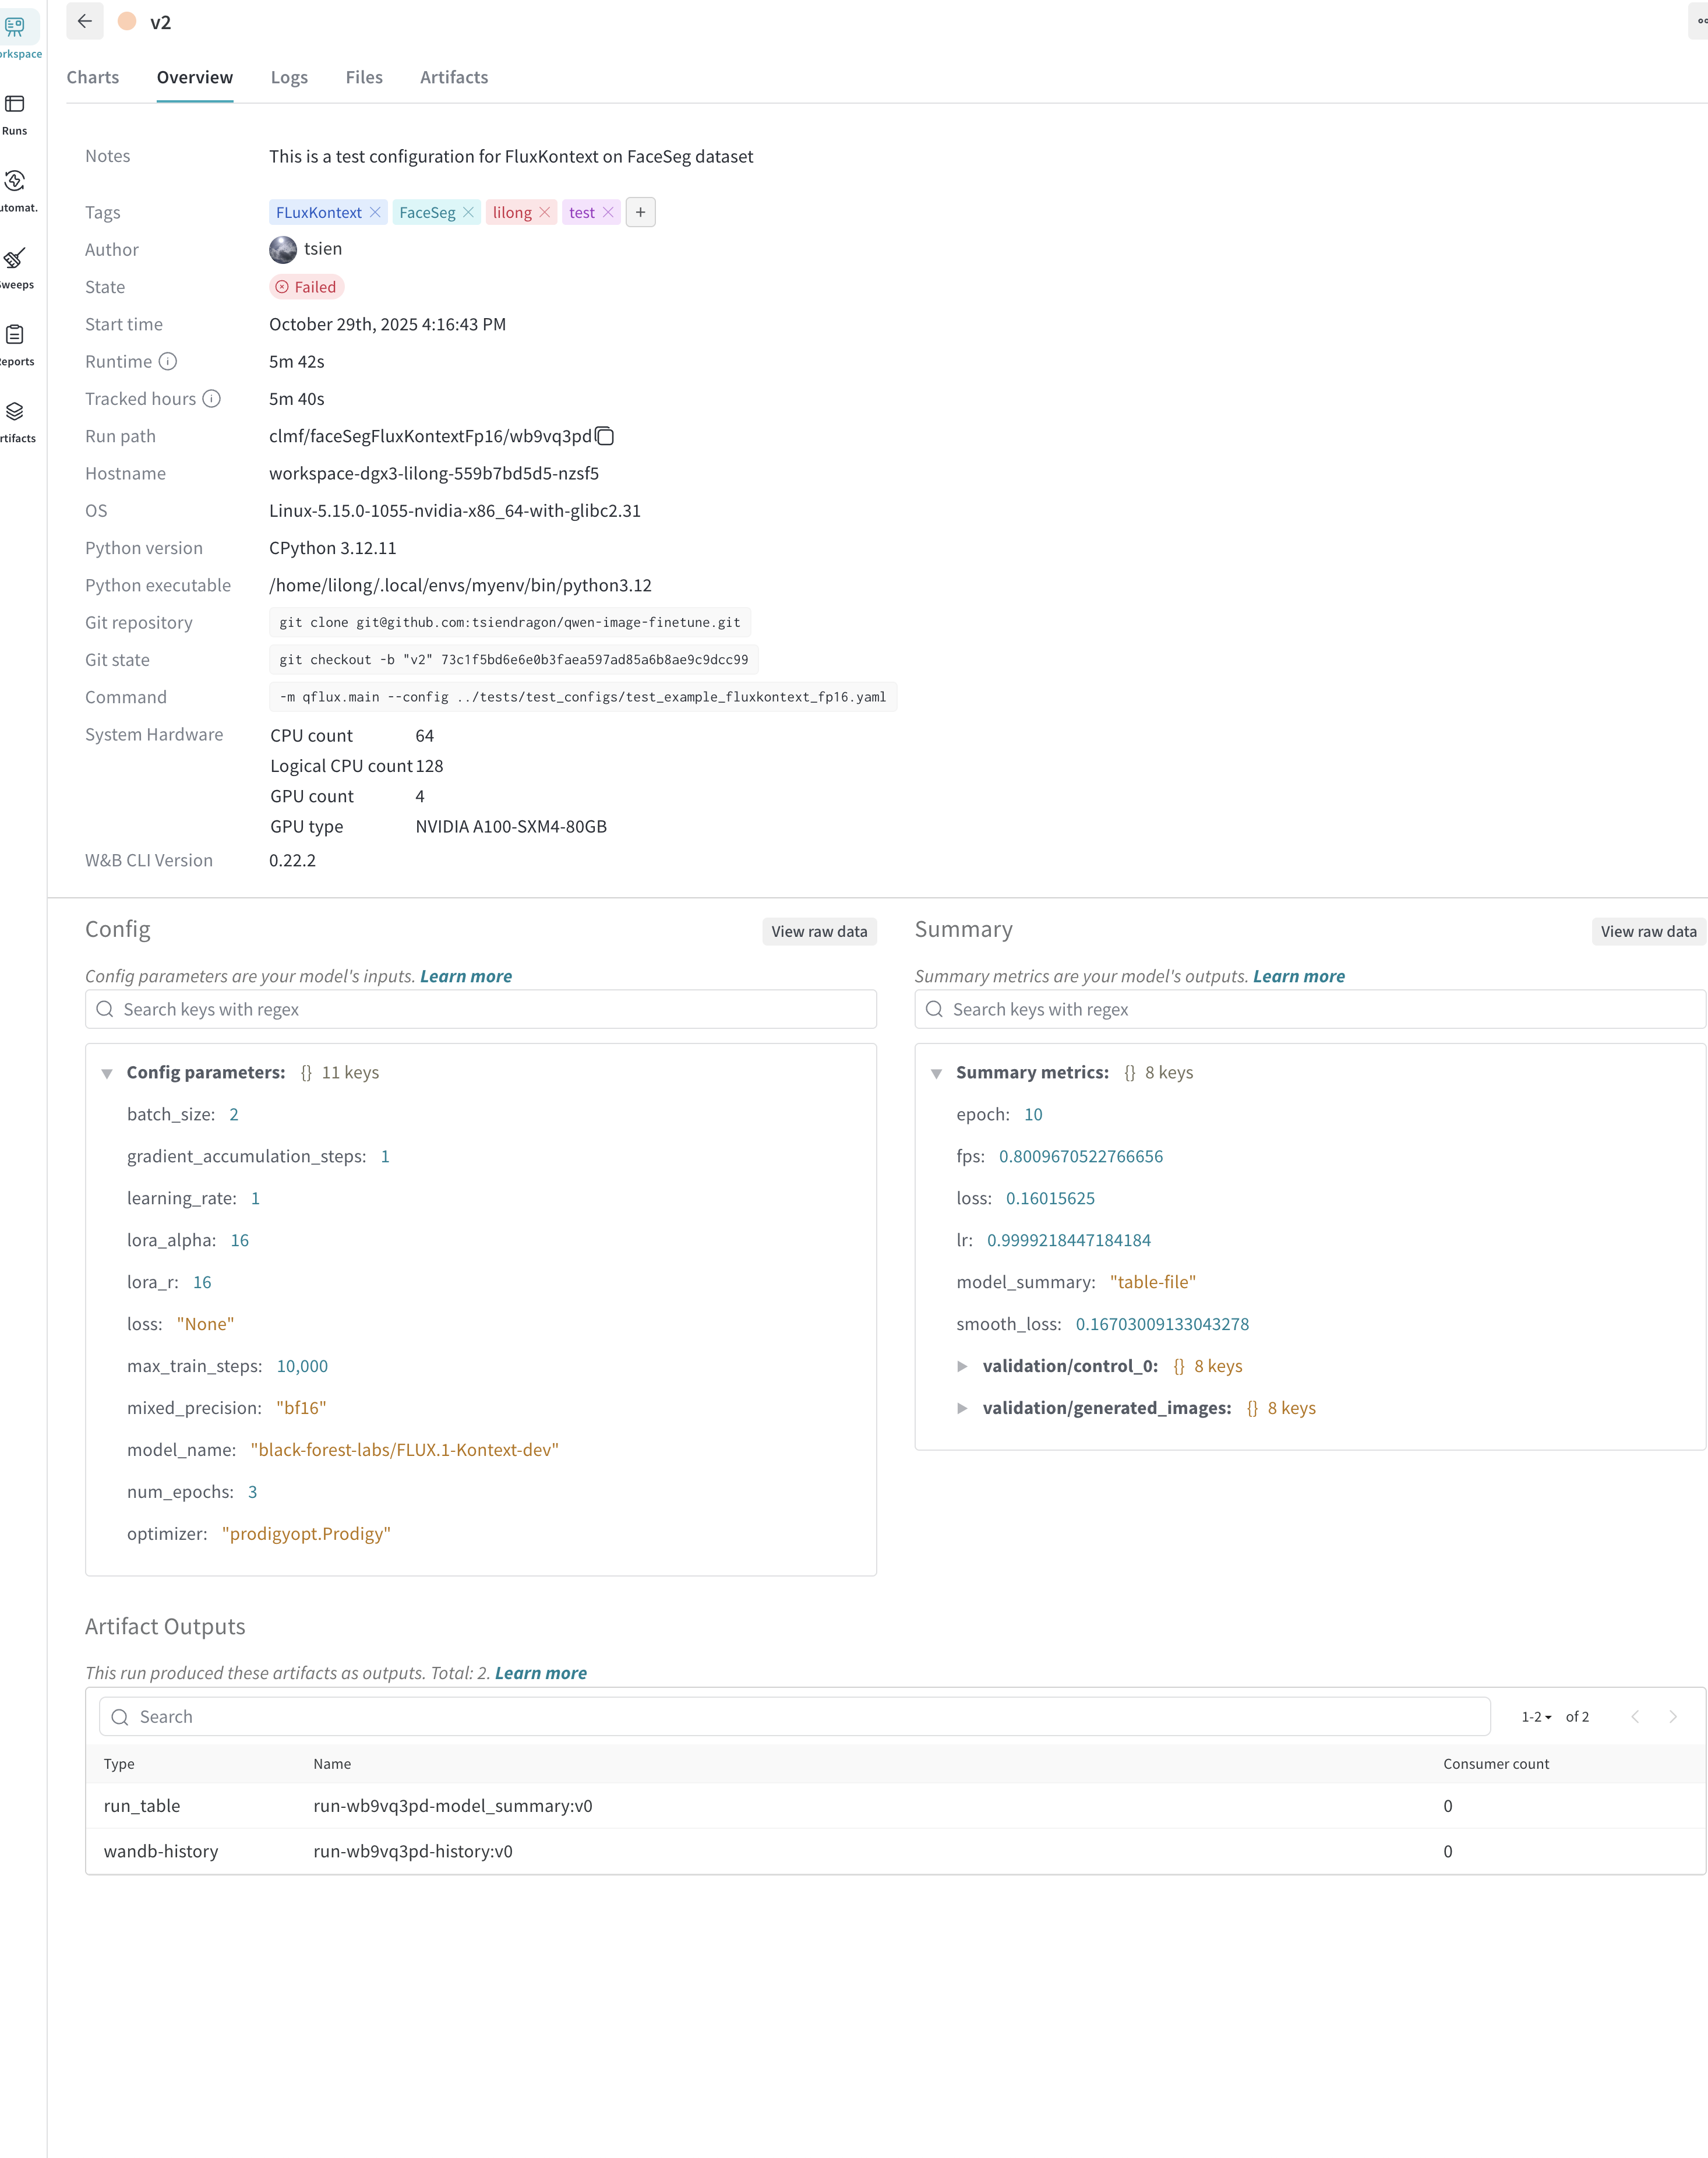 v2
Charts Overview Logs Files Artifacts
orkspace
Runs
utomat.
weeps
eports
rtifacts
Notes This is a test configuration for FluxKontext on FaceSeg dataset
Tags FLuxKontext FaceSeg lilong test +
Author tsien
State Failed
Start time October 29th, 2025 4:16:43 PM
Runtime 5m 42s
Tracked hours 5m 40s
Run path clmf/faceSegFluxKontextFp16/wb9vq3pd
Hostname workspace-dgx3-lilong-559b7bd5d5-nzsf5
OS Linux-5.15.0-1055-nvidia-x86_64-with-glibc2.31
Python version CPython 3.12.11
Python executable /home/lilong/.local/envs/myenv/bin/python3.12
Git repository git clone git@github.com:tsiendragon/qwen-image-finetune.git
Git state git checkout -b "v2" 73c1f5bd6e6e0b3faea597ad85a6b8ae9c9dcc99
Command -m qflux.main --config ../tests/test_configs/test_example_fluxkontext_fp16.yaml
System Hardware CPU count 64
Logical CPU count 128
GPU count 4
GPU type NVIDIA A100-SXM4-80GB
W&B CLI Version 0.22.2
Config View raw data
Config parameters are your model's inputs. Learn more
Search keys with regex
Config parameters: {} 11 keys
batch_size: 2
gradient_accumulation_steps: 1
learning_rate: 1
lora_alpha: 16
lora_r: 16
loss: "None"
max_train_steps: 10,000
mixed_precision: "bf16"
model_name: "black-forest-labs/FLUX.1-Kontext-dev"
num_epochs: 3
optimizer: "prodigyopt.Prodigy"
Summary View raw data
Summary metrics are your model's outputs. Learn more
Search keys with regex
Summary metrics: {} 8 keys
epoch: 10
fps: 0.8009670522766656
loss: 0.16015625
lr: 0.9999218447184184
model_summary: "table-file"
smooth_loss: 0.16703009133043278
validation/control_0: {} 8 keys
validation/generated_images: {} 8 keys
Artifact Outputs
This run produced these artifacts as outputs. Total: 2. Learn more
Search 1-2 of 2
Type Name Consumer count
run_table run-wb9vq3pd-model_summary:v0 0
wandb-history run-wb9vq3pd-history:v0 0